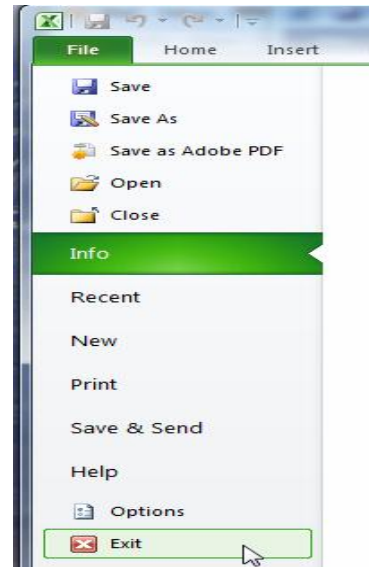 File Home Insert
Save
Save As
Save as Adobe PDF
Open
Close
Info
Recent
New
Print
Save & Send
Help
Options
Exit